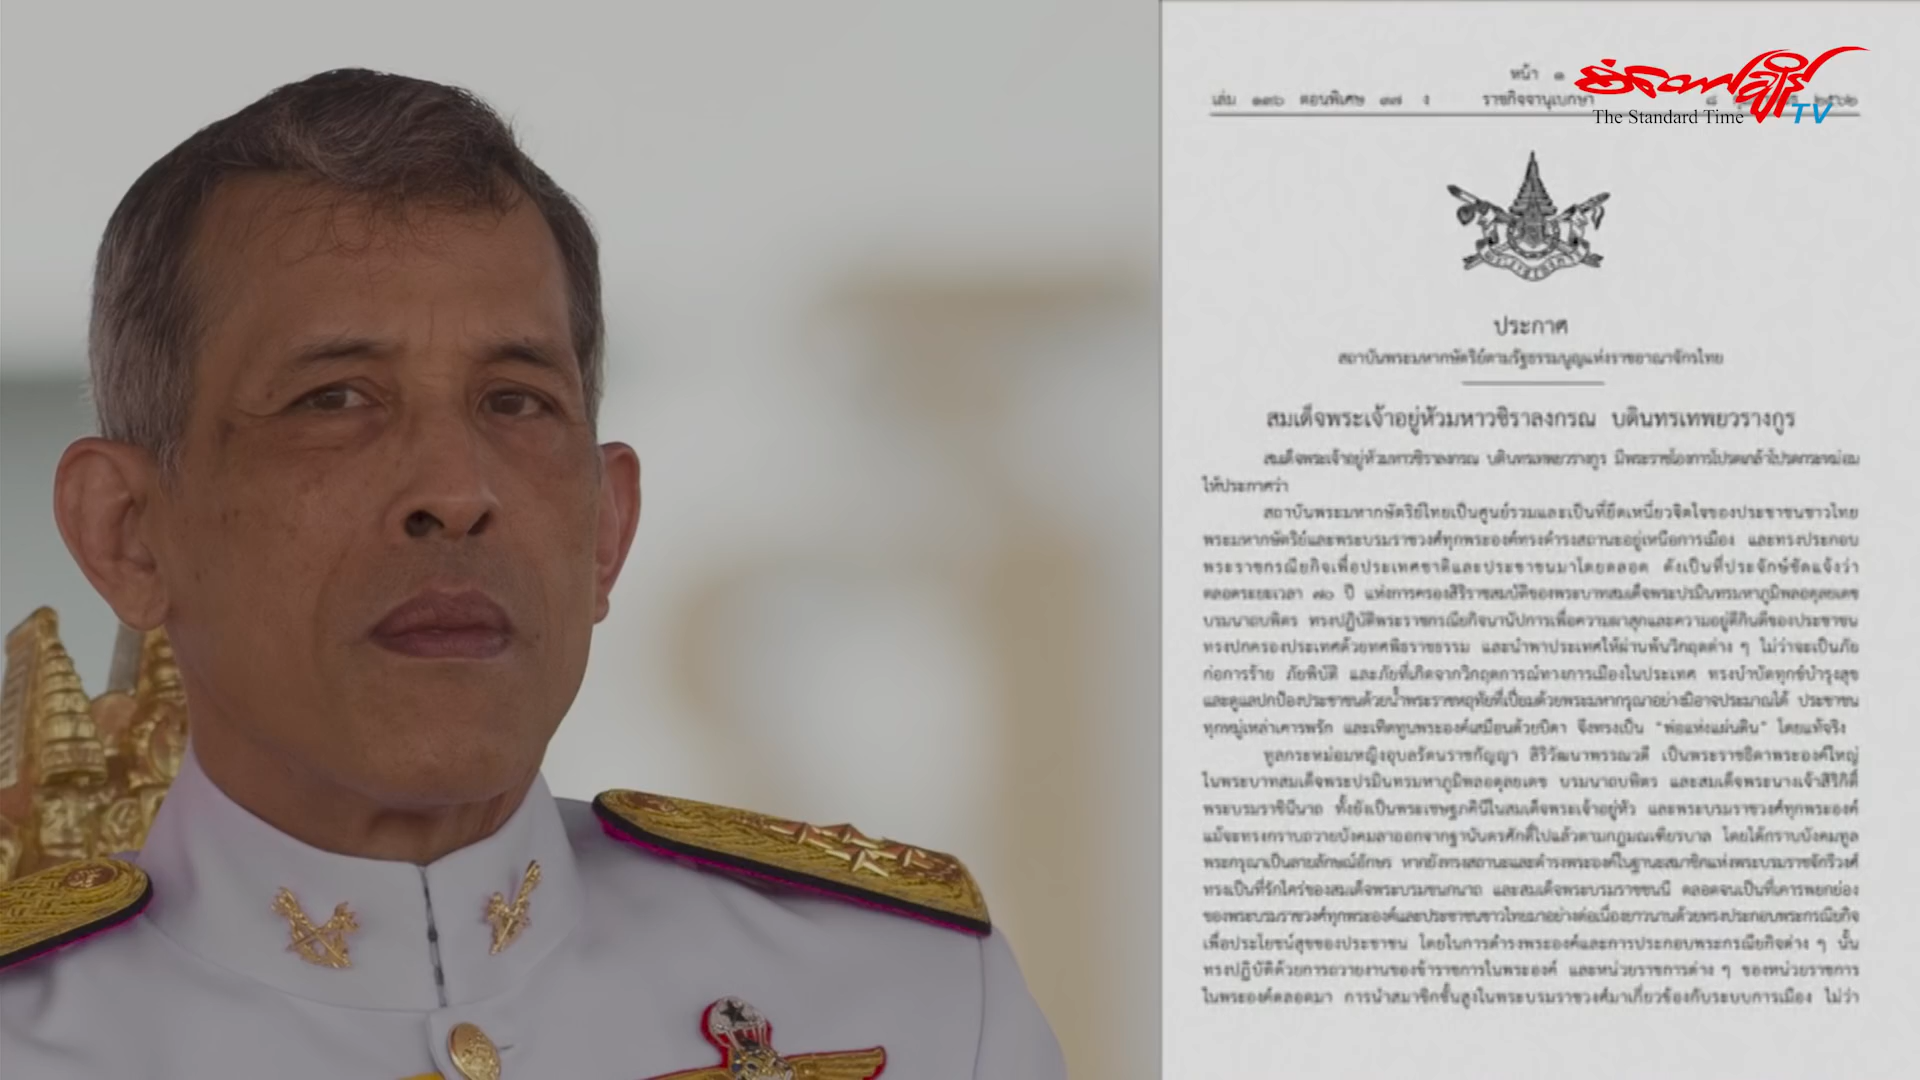 หน้า ๑
เล่ม ๑๓๖ ตอนพิเศษ ๓๗ ง ราชกิจจานุเบกษา ๘ ๒๕๖๒
The Standard Time TV
ประกาศ
สถาบันพระมหากษัตริย์ตามรัฐธรรมนูญแห่งราชอาณาจักรไทย
สมเด็จพระเจ้าอยู่หัวมหาวชิราลงกรณ บดินทรเทพยวรางกูร
สมเด็จพระเจ้าอยู่หัวมหาวชิราลงกรณ บดินทรเทพยวรางกูร มีพระราชโองการโปรดเกล้าโปรดกระหม่อม
ให้ประกาศว่า
สถาบันพระมหากษัตริย์ไทยเป็นศูนย์รวมและเป็นที่ยึดเหนี่ยวจิตใจของประชาชนชาวไทย
พระมหากษัตริย์และพระบรมราชวงศ์ทุกพระองค์ทรงดำรงสถานะอยู่เหนือการเมือง และทรงประกอบ
พระราชกรณียกิจเพื่อประเทศชาติและประชาชนมาโดยตลอด ดังเป็นที่ประจักษ์ชัดแจ้งว่า
ตลอดระยะเวลา ๗๐ ปี แห่งการครองสิริราชสมบัติของพระบาทสมเด็จพระปรมินทรมหาภูมิพลอดุลยเดช
บรมนาถบพิตร ทรงปฏิบัติพระราชกรณียกิจนานัปการเพื่อความผาสุกและความอยู่ดีกินดีของประชาชน
ทรงปกครองประเทศด้วยทศพิธราชธรรม และนำพาประเทศให้ผ่านพ้นวิกฤตต่าง ๆ ไม่ว่าจะเป็นภัย
ก่อการร้าย ภัยพิบัติ และภัยที่เกิดจากวิกฤตการณ์ทางการเมืองในประเทศ ทรงบำบัดทุกข์บำรุงสุข
และดูแลปกป้องประชาชนด้วยน้ำพระราชหฤทัยที่เปี่ยมด้วยพระมหากรุณาอย่างมิอาจประมาณได้ ประชาชน
ทุกหมู่เหล่าเคารพรัก และเทิดทูนพระองค์เสมือนด้วยบิดา จึงทรงเป็น “พ่อแห่งแผ่นดิน” โดยแท้จริง
ทูลกระหม่อมหญิงอุบลรัตนราชกัญญา สิริวัฒนาพรรณวดี เป็นพระราชธิดาพระองค์ใหญ่
ในพระบาทสมเด็จพระปรมินทรมหาภูมิพลอดุลยเดช บรมนาถบพิตร และสมเด็จพระนางเจ้าสิริกิติ์
พระบรมราชินีนาถ ทั้งยังเป็นพระเชษฐภคินีในสมเด็จพระเจ้าอยู่หัว และพระบรมราชวงศ์ทุกพระองค์
แม้จะทรงกราบถวายบังคมลาออกจากฐานันดรศักดิ์ไปแล้วตามกฎมณเฑียรบาล โดยได้กราบบังคมทูล
พระกรุณาเป็นลายลักษณ์อักษร หากยังทรงสถานะและดำรงพระองค์ในฐานะสมาชิกแห่งพระบรมราชจักรีวงศ์
ทรงเป็นที่รักใคร่ของสมเด็จพระบรมชนกนาถ และสมเด็จพระบรมราชชนนี ตลอดจนเป็นที่เคารพยกย่อง
ของพระบรมราชวงศ์ทุกพระองค์และประชาชนชาวไทยมาอย่างต่อเนื่องยาวนานด้วยทรงประกอบพระกรณียกิจ
เพื่อประโยชน์สุขของประชาชน โดยในการดำรงพระองค์และการประกอบพระกรณียกิจต่าง ๆ นั้น
ทรงปฏิบัติด้วยการถวายงานของข้าราชการในพระองค์ และหน่วยราชการต่าง ๆ ของหน่วยราชการ
ในพระองค์ตลอดมา การนำสมาชิกชั้นสูงในพระบรมราชวงศ์มาเกี่ยวข้องกับระบบการเมือง ไม่ว่า